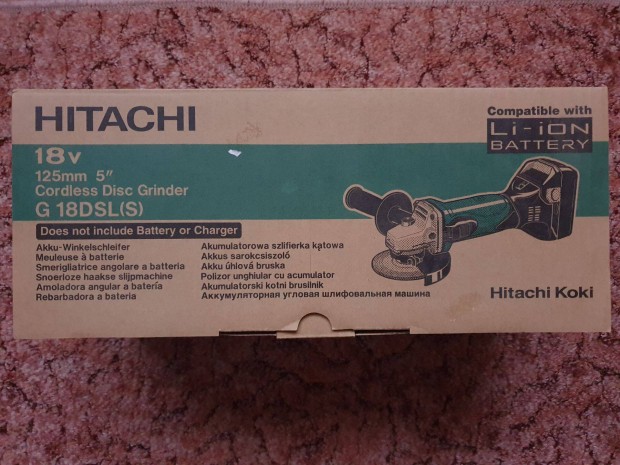 HITACHI
Compatible with
Li-iON
BATTERY
18v
125mm 5"
Cordless Disc Grinder
G 18DSL(S)
Does not include Battery or Charger
Akku-Winkelschleifer
Meuleuse à batterie
Smerigliatrice angolare a batteria
Snoerloze haakse slijpmachine
Amoladora angular a batería
Rebarbadora a bateria
Akumulatorowa szlifierka kątowa
Akkus sarokcsiszoló
Aku úhlová bruska
Polizor unghiular cu acumulator
Akumulatorski kotni brusilnik
Аккумуляторная угловая шлифовальная машина
Hitachi Koki